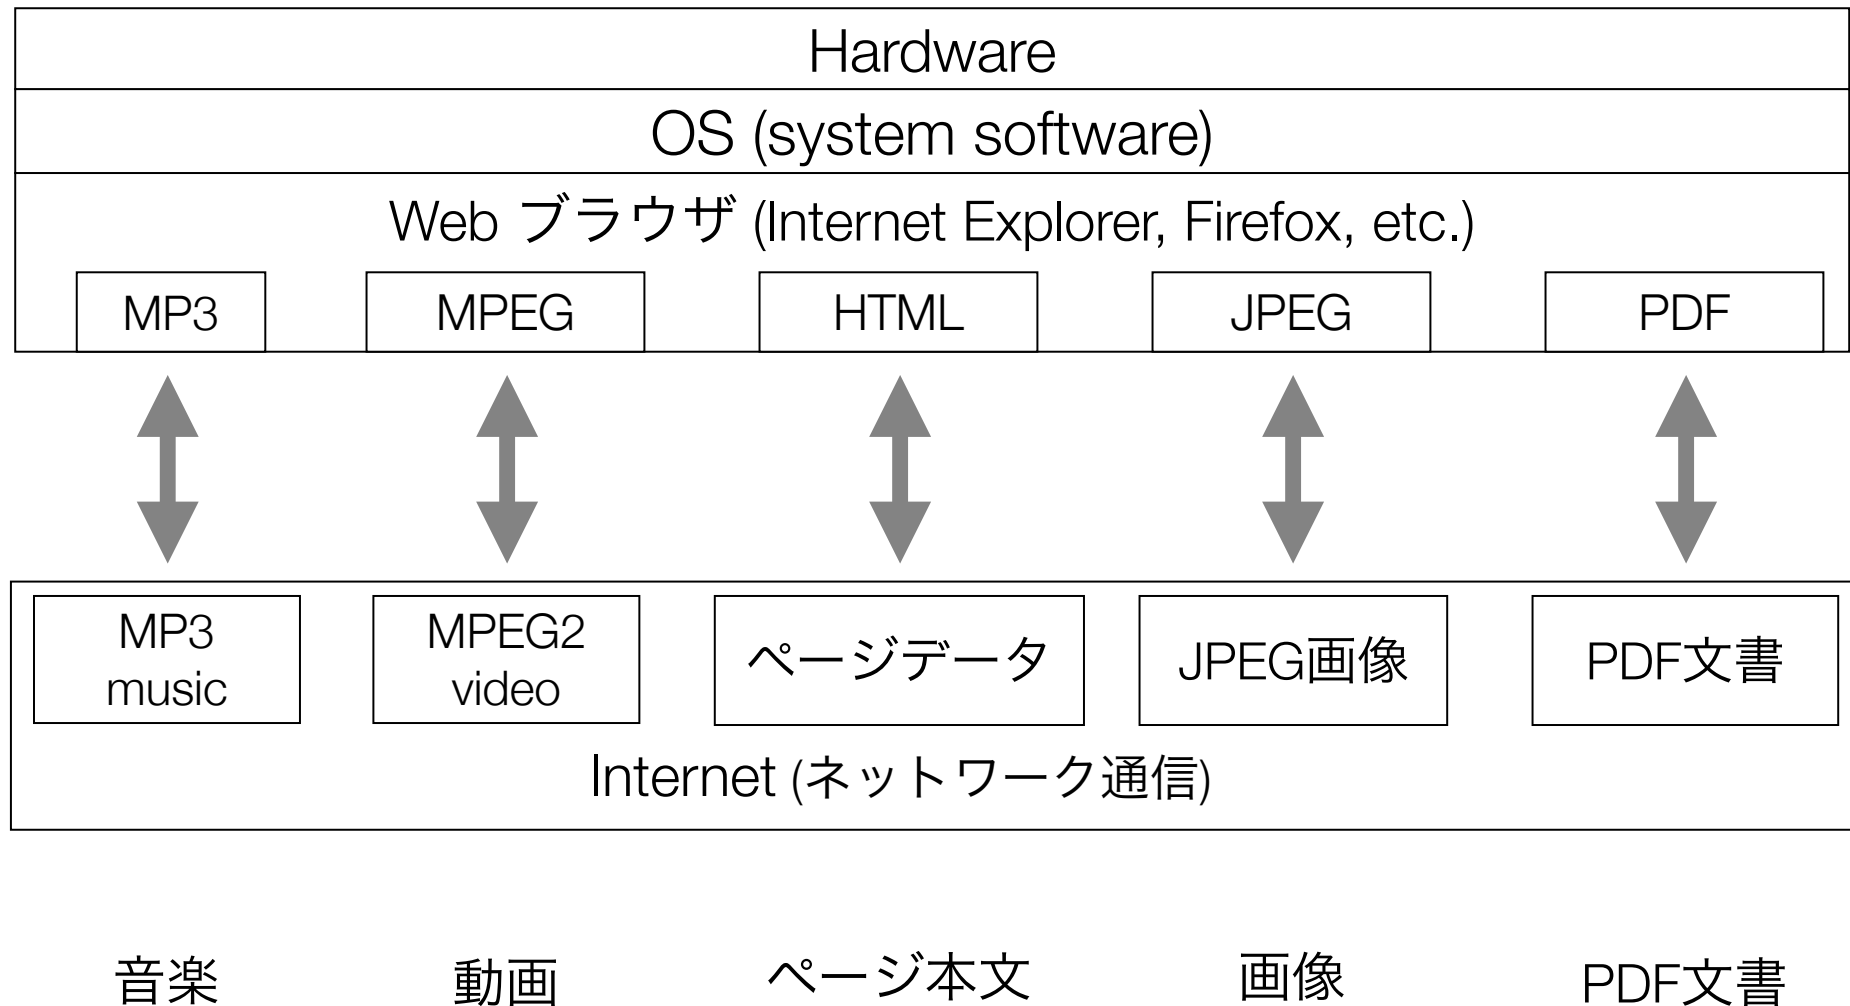 Hardware
OS (system software)
Web ブラウザ (Internet Explorer, Firefox, etc.)
MP3
MPEG
HTML
JPEG
PDF
MP3
music
MPEG2
video
ページデータ
JPEG画像
PDF文書
Internet (ネットワーク通信)
音楽
動画
ページ本文
画像
PDF文書